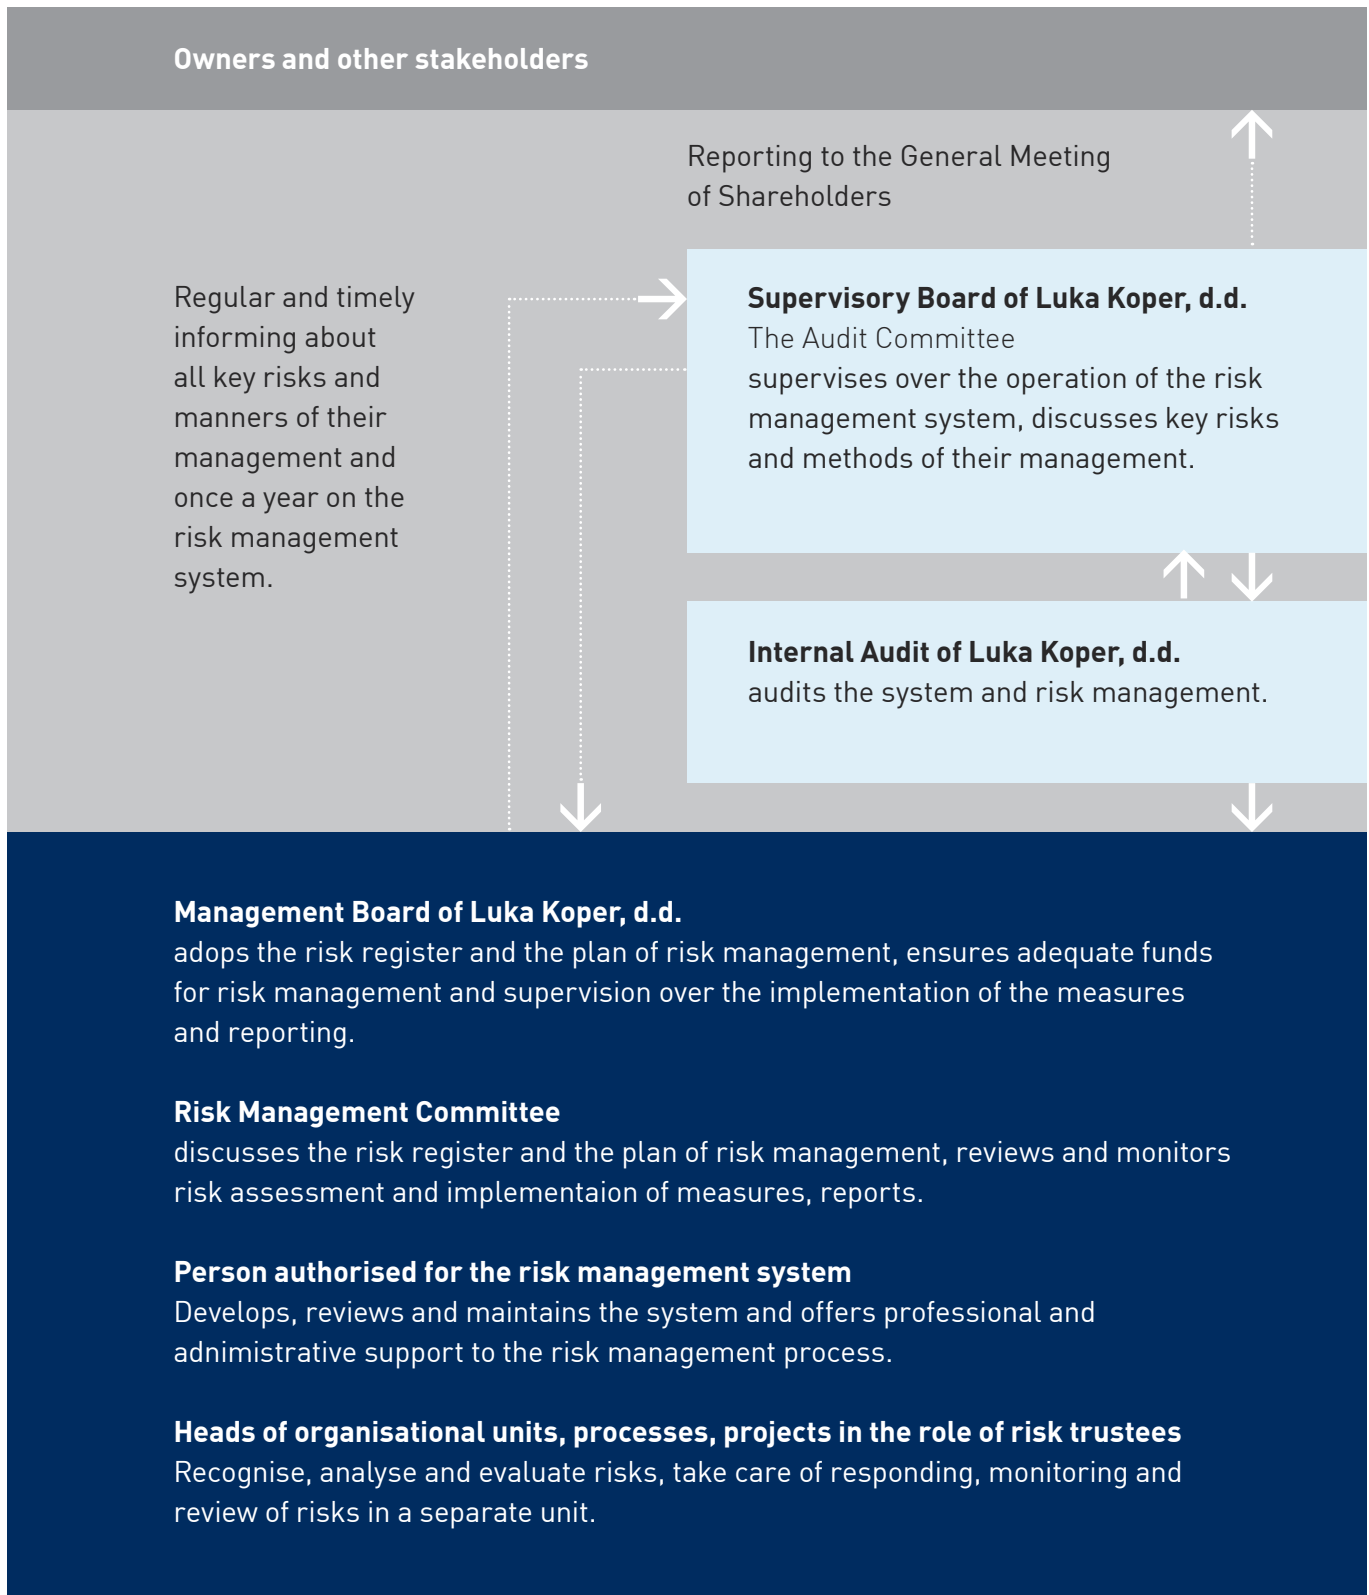 Owners and other stakeholders
Reporting to the General Meeting
of Shareholders
Regular and timely
informing about
all key risks and
manners of their
management and
once a year on the
risk management
system.
Supervisory Board of Luka Koper, d.d.
The Audit Committee
supervises over the operation of the risk
management system, discusses key risks
and methods of their management.
Internal Audit of Luka Koper, d.d.
audits the system and risk management.
Management Board of Luka Koper, d.d.
adops the risk register and the plan of risk management, ensures adequate funds
for risk management and supervision over the implementation of the measures
and reporting.
Risk Management Committee
discusses the risk register and the plan of risk management, reviews and monitors
risk assessment and implementaion of measures, reports.
Person authorised for the risk management system
Develops, reviews and maintains the system and offers professional and
adnimistrative support to the risk management process.
Heads of organisational units, processes, projects in the role of risk trustees
Recognise, analyse and evaluate risks, take care of responding, monitoring and
review of risks in a separate unit.